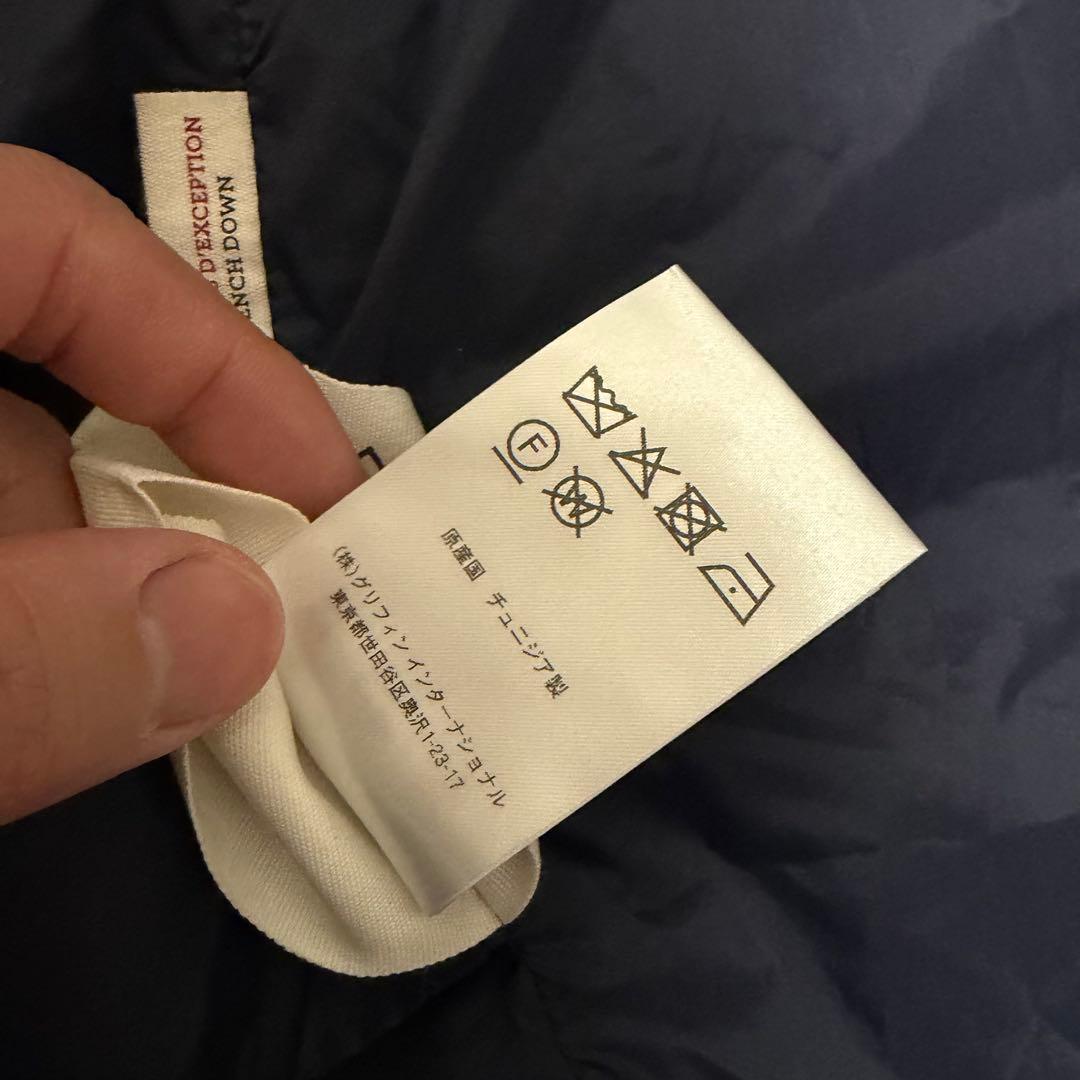 D'EXCEPTION
ENCH DOWN
F
W
原産国 チュニジア製
(株)グリフィンインターナショナル
東京都世田谷区奥沢1-23-17